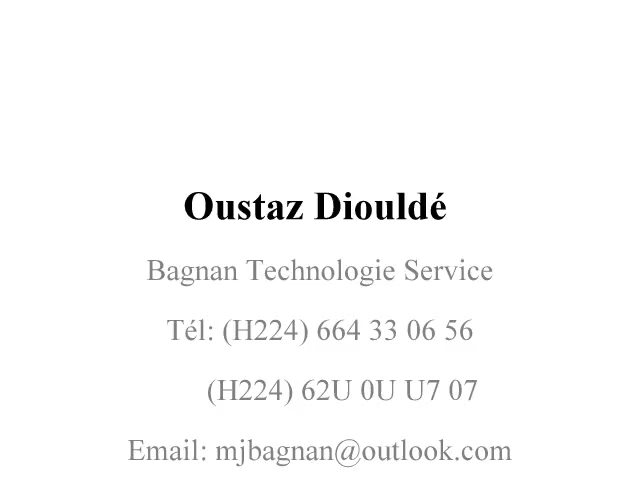 Oustaz Diouldé
Bagnan Technologie Service
Tél: (H224) 664 33 06 56
(H224) 62U 0U U7 07
Email: mjbagnan@outlook.com